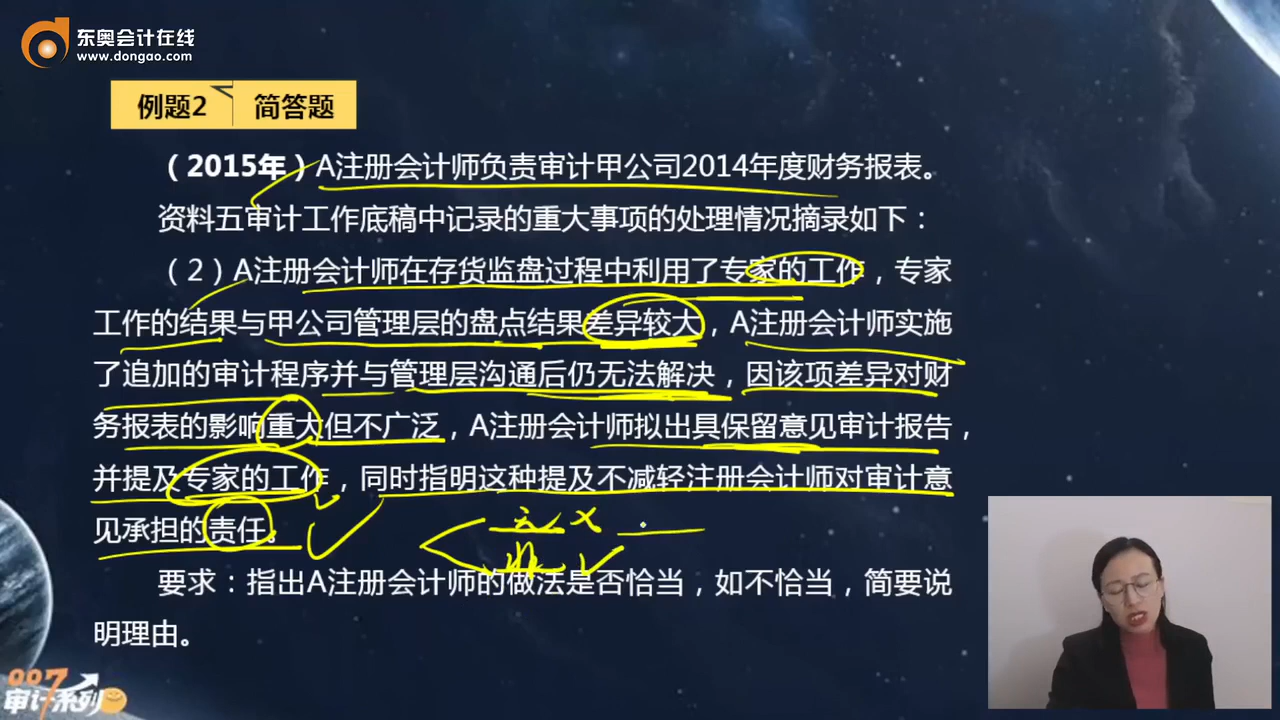 东奥会计在线
www.dongao.com
例题2 简答题
（2015年）A注册会计师负责审计甲公司2014年度财务报表。
资料五审计工作底稿中记录的重大事项的处理情况摘录如下：
（2）A注册会计师在存货监盘过程中利用了专家的工作，专家
工作的结果与甲公司管理层的盘点结果差异较大，A注册会计师实施
了追加的审计程序并与管理层沟通后仍无法解决，因该项差异对财
务报表的影响重大但不广泛，A注册会计师拟出具保留意见审计报告，
并提及专家的工作，同时指明这种提及不减轻注册会计师对审计意
见承担的责任。
要求：指出A注册会计师的做法是否恰当，如不恰当，简要说
明理由。
007
审计系列